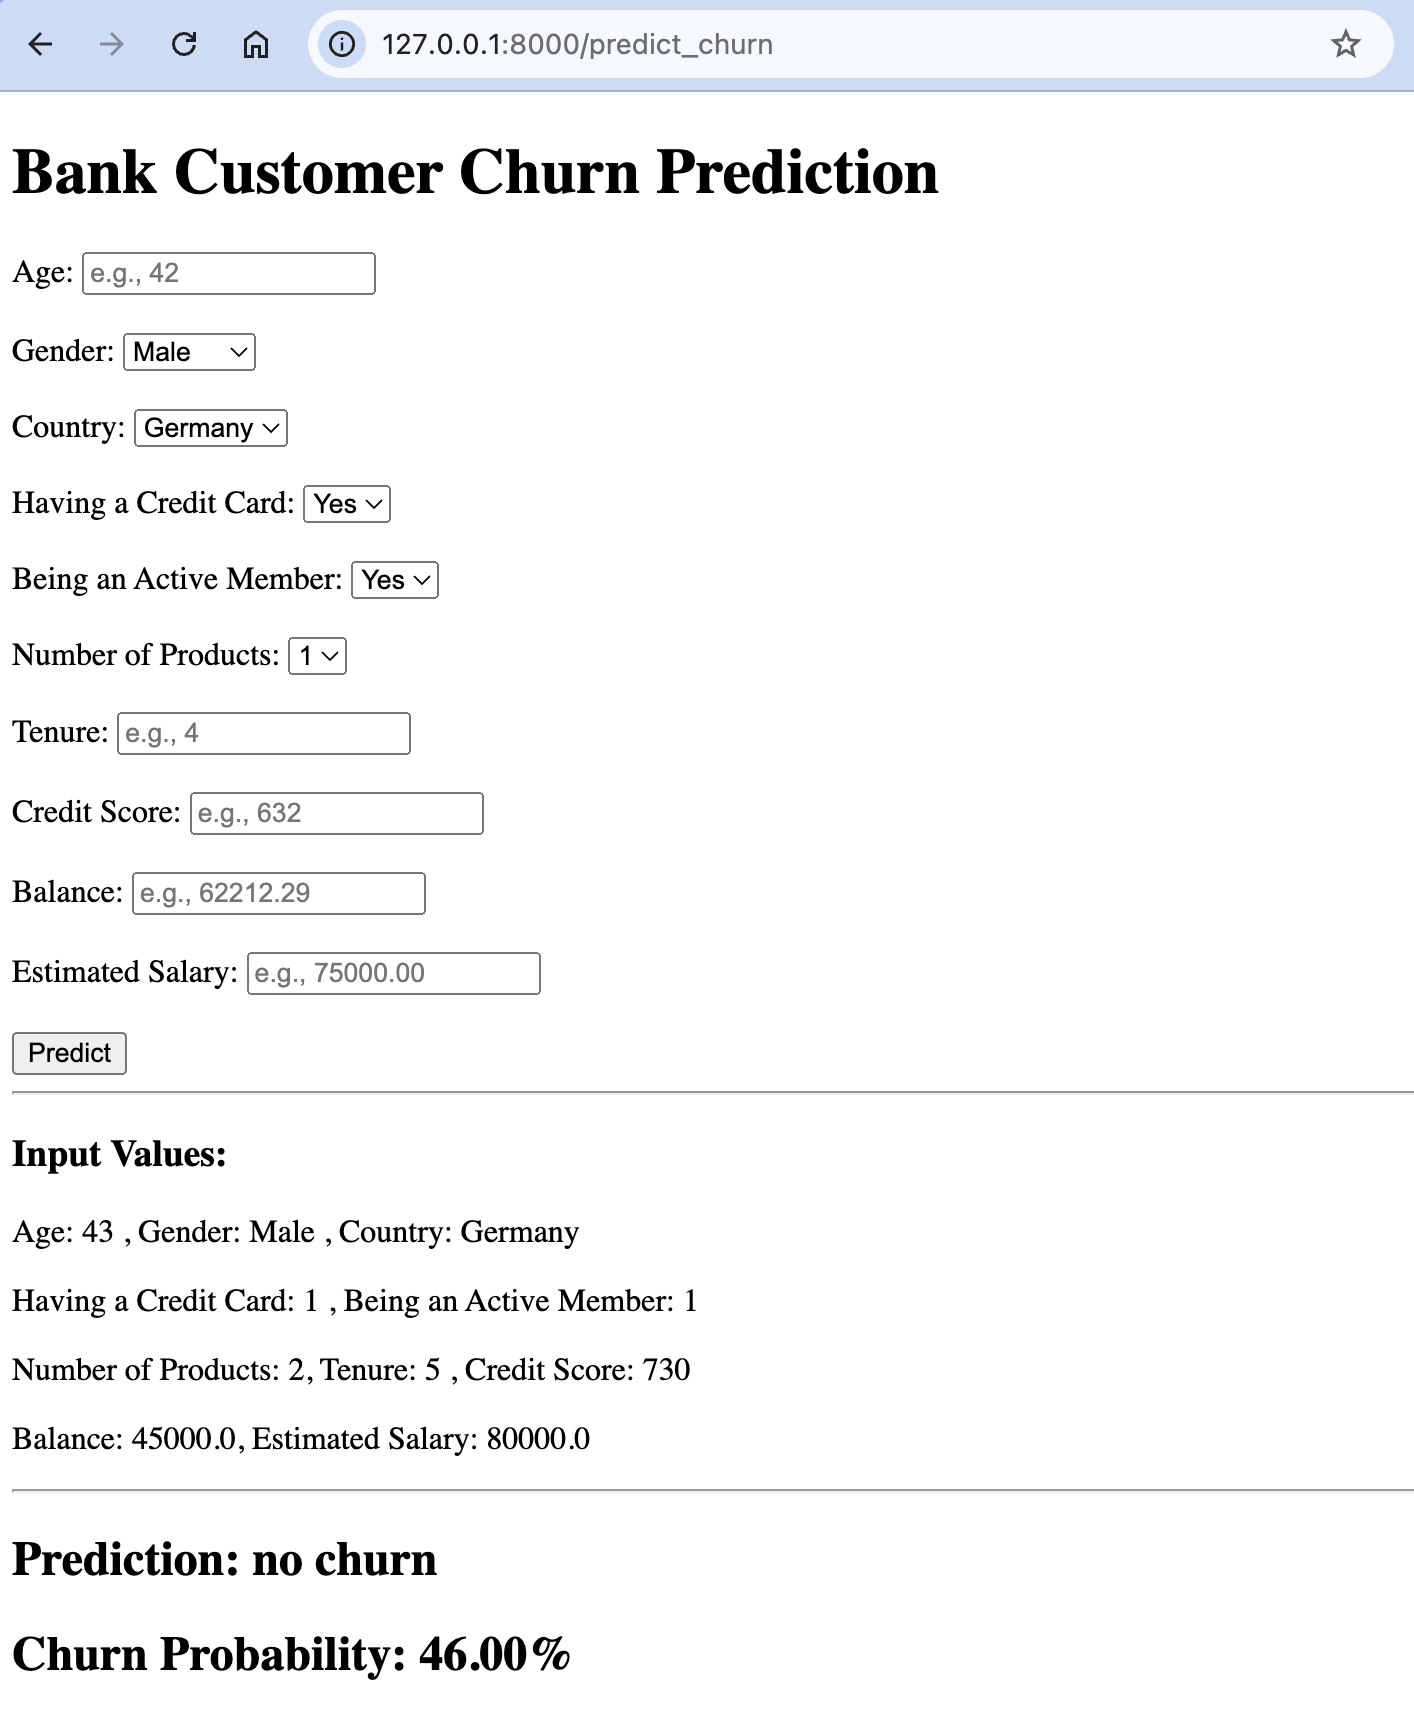 127.0.0.1:8000/predict_churn
Bank Customer Churn Prediction
Age: e.g., 42
Gender: Male
Country: Germany
Having a Credit Card: Yes
Being an Active Member: Yes
Number of Products: 1
Tenure: e.g., 4
Credit Score: e.g., 632
Balance: e.g., 62212.29
Estimated Salary: e.g., 75000.00
Predict
Input Values:
Age: 43 , Gender: Male , Country: Germany
Having a Credit Card: 1 , Being an Active Member: 1
Number of Products: 2, Tenure: 5 , Credit Score: 730
Balance: 45000.0, Estimated Salary: 80000.0
Prediction: no churn
Churn Probability: 46.00%